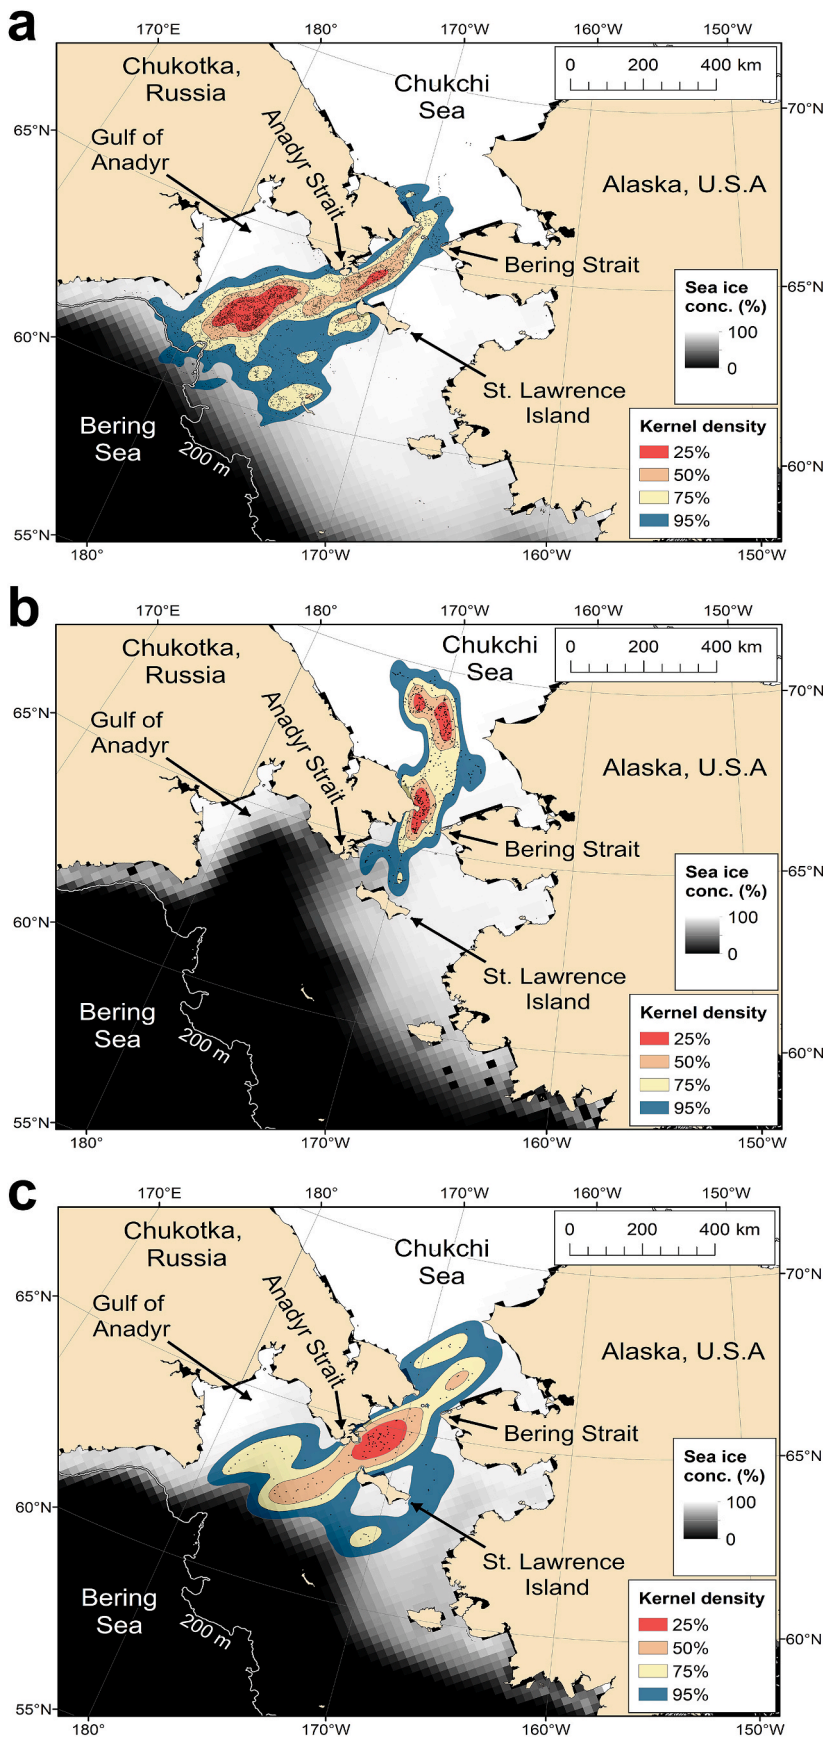 a
170°E 180° 170°W 160°W 150°W
Chukotka,
Russia
Chukchi
Sea
0 200 400 km
70°N
65°N
Gulf of
Anadyr
Anadyr Strait
Alaska, U.S.A
Bering Strait
65°N
Sea ice
conc. (%)
100
0
60°N
St. Lawrence
Island
Bering
Sea
200 m
Kernel density
25%
50%
75%
95%
60°N
55°N
180° 170°W 160°W 150°W
b
170°E 180° 170°W 160°W 150°W
Chukotka,
Russia
Chukchi
Sea
0 200 400 km
70°N
65°N
Gulf of
Anadyr
Anadyr Strait
Alaska, U.S.A
Bering Strait
65°N
Sea ice
conc. (%)
100
0
60°N
St. Lawrence
Island
Bering
Sea
200 m
Kernel density
25%
50%
75%
95%
60°N
55°N
180° 170°W 160°W 150°W
c
170°E 180° 170°W 160°W 150°W
Chukotka,
Russia
Chukchi
Sea
0 200 400 km
70°N
65°N
Gulf of
Anadyr
Anadyr Strait
Alaska, U.S.A
Bering Strait
65°N
Sea ice
conc. (%)
100
0
60°N
St. Lawrence
Island
Bering
Sea
200 m
Kernel density
25%
50%
75%
95%
60°N
55°N
180° 170°W 160°W 150°W